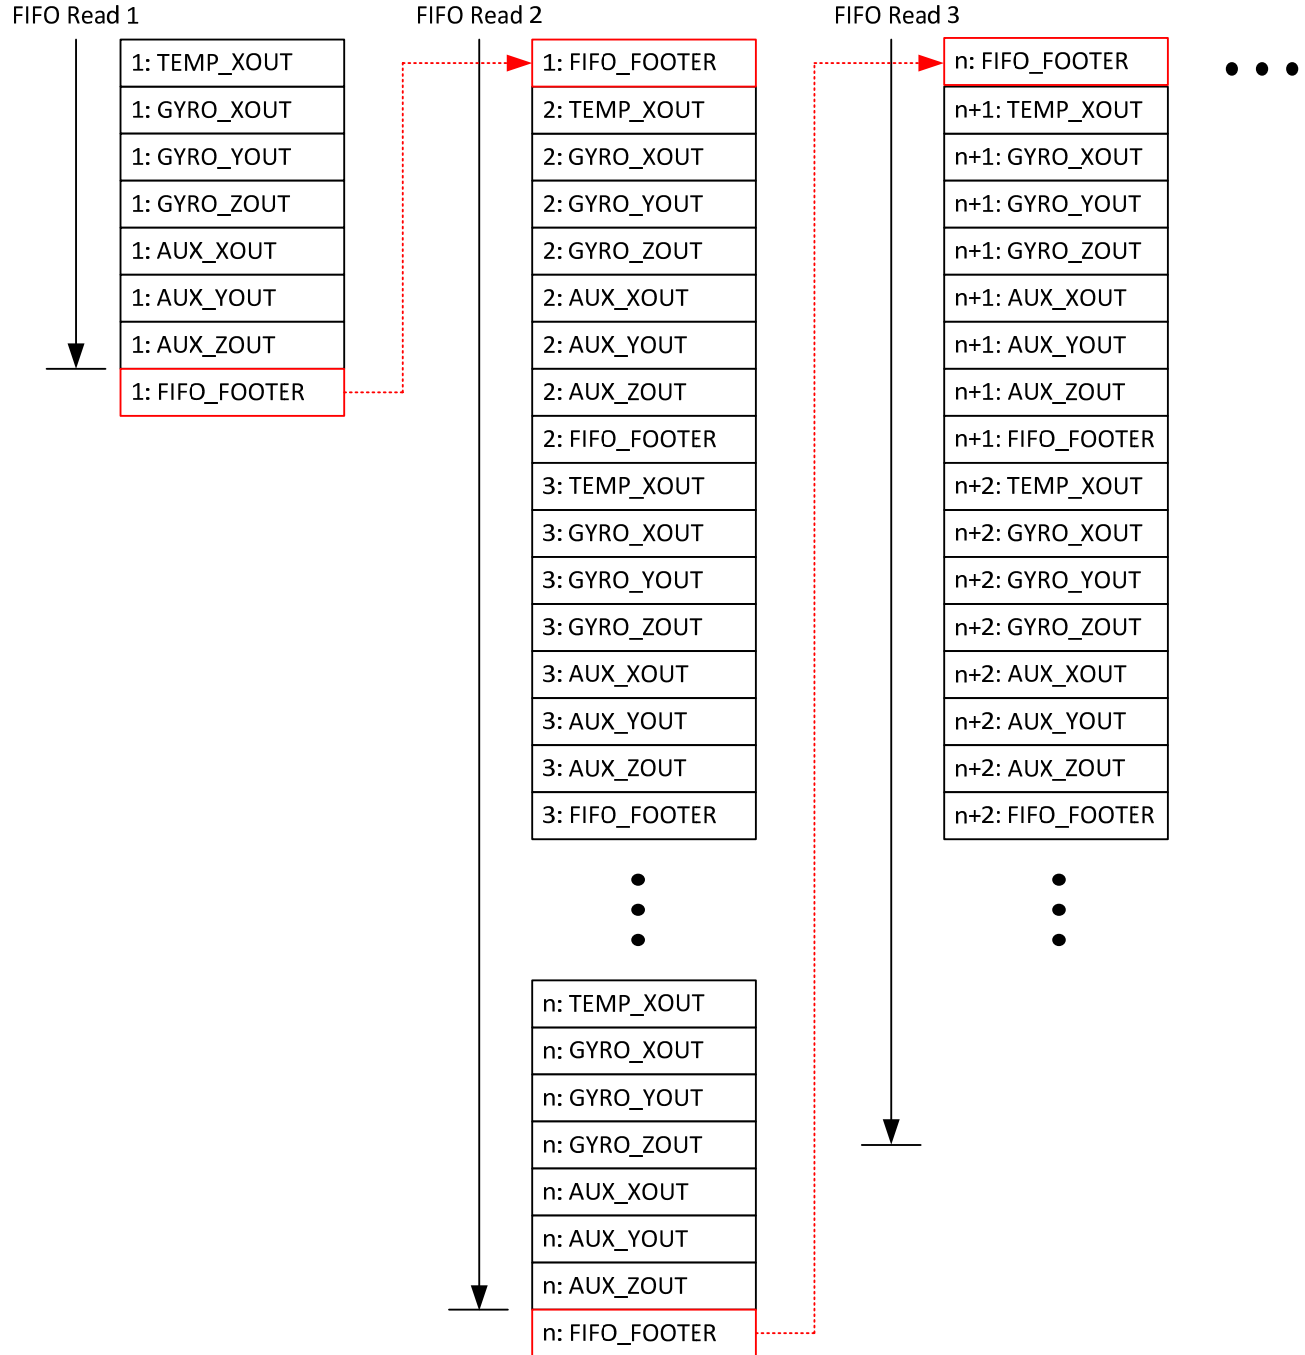 FIFO Read 1
1: TEMP_XOUT
1: GYRO_XOUT
1: GYRO_YOUT
1: GYRO_ZOUT
1: AUX_XOUT
1: AUX_YOUT
1: AUX_ZOUT
1: FIFO_FOOTER
FIFO Read 2
1: FIFO_FOOTER
2: TEMP_XOUT
2: GYRO_XOUT
2: GYRO_YOUT
2: GYRO_ZOUT
2: AUX_XOUT
2: AUX_YOUT
2: AUX_ZOUT
2: FIFO_FOOTER
3: TEMP_XOUT
3: GYRO_XOUT
3: GYRO_YOUT
3: GYRO_ZOUT
3: AUX_XOUT
3: AUX_YOUT
3: AUX_ZOUT
3: FIFO_FOOTER
n: TEMP_XOUT
n: GYRO_XOUT
n: GYRO_YOUT
n: GYRO_ZOUT
n: AUX_XOUT
n: AUX_YOUT
n: AUX_ZOUT
n: FIFO_FOOTER
FIFO Read 3
n: FIFO_FOOTER
n+1: TEMP_XOUT
n+1: GYRO_XOUT
n+1: GYRO_YOUT
n+1: GYRO_ZOUT
n+1: AUX_XOUT
n+1: AUX_YOUT
n+1: AUX_ZOUT
n+1: FIFO_FOOTER
n+2: TEMP_XOUT
n+2: GYRO_XOUT
n+2: GYRO_YOUT
n+2: GYRO_ZOUT
n+2: AUX_XOUT
n+2: AUX_YOUT
n+2: AUX_ZOUT
n+2: FIFO_FOOTER